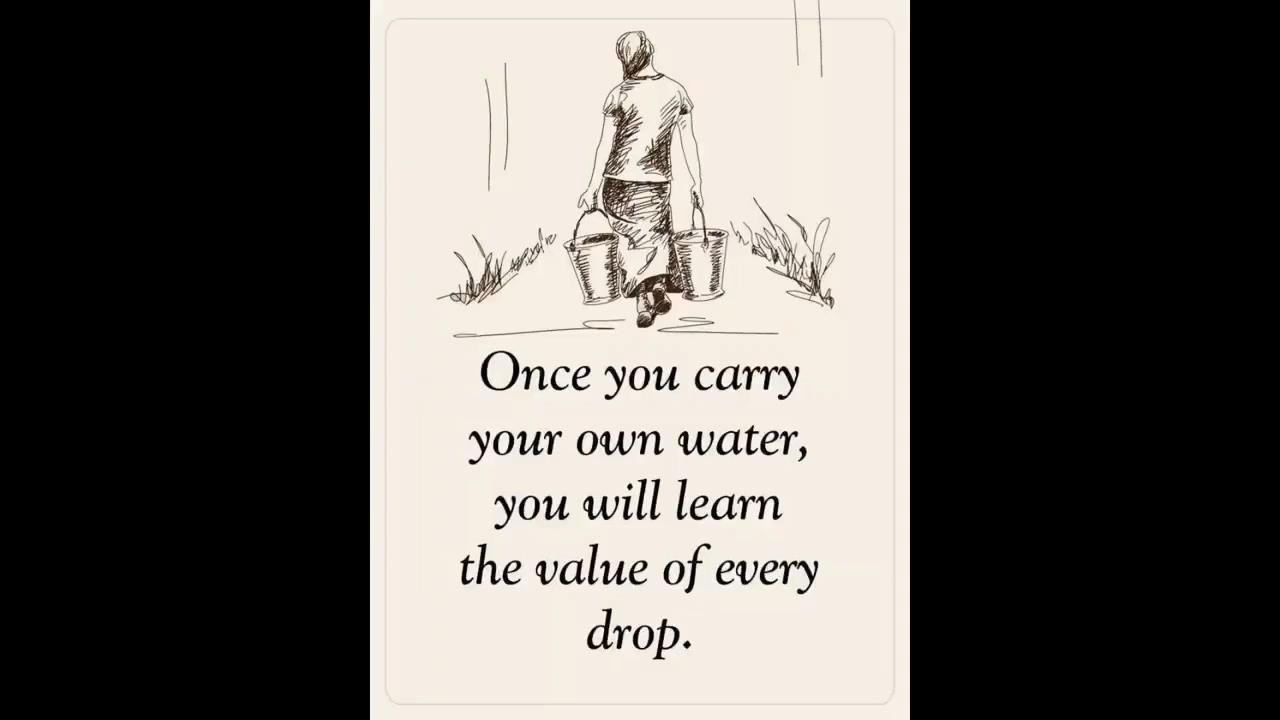 Once you carry
your own water,
you will learn
the value of every
drop.